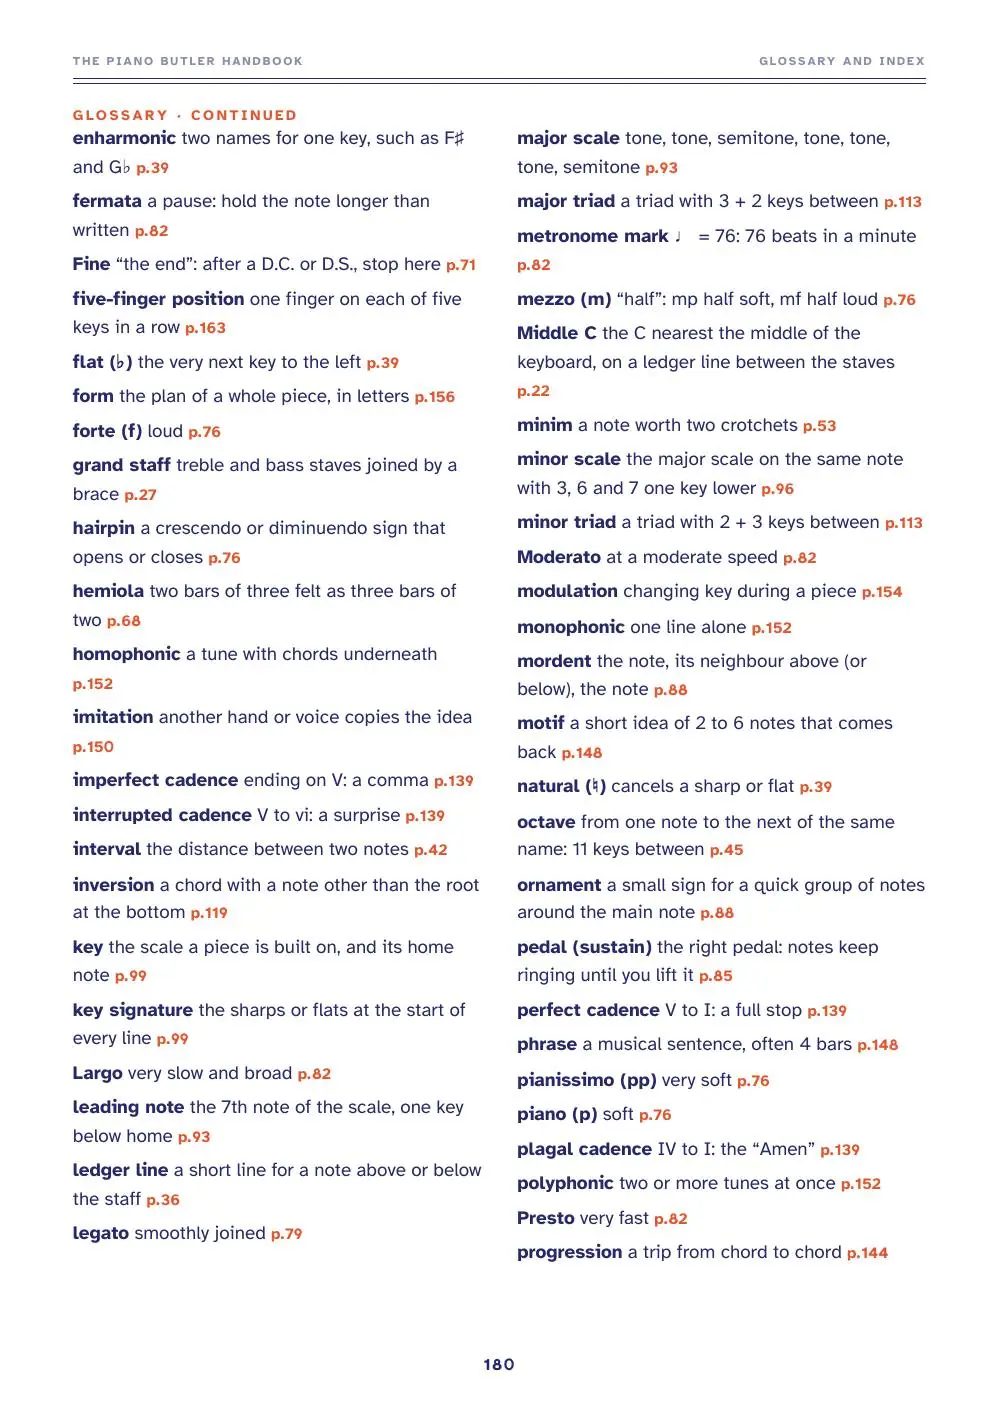 THE PIANO BUTLER HANDBOOK
GLOSSARY AND INDEX
GLOSSARY · CONTINUED
enharmonic two names for one key, such as F♯
and G♭ p.39
fermata a pause: hold the note longer than
written p.82
Fine “the end”: after a D.C. or D.S., stop here p.71
five-finger position one finger on each of five
keys in a row p.163
flat (♭) the very next key to the left p.39
form the plan of a whole piece, in letters p.156
forte (f) loud p.76
grand staff treble and bass staves joined by a
brace p.27
hairpin a crescendo or diminuendo sign that
opens or closes p.76
hemiola two bars of three felt as three bars of
two p.68
homophonic a tune with chords underneath
p.152
imitation another hand or voice copies the idea
p.150
imperfect cadence ending on V: a comma p.139
interrupted cadence V to vi: a surprise p.139
interval the distance between two notes p.42
inversion a chord with a note other than the root
at the bottom p.119
key the scale a piece is built on, and its home
note p.99
key signature the sharps or flats at the start of
every line p.99
Largo very slow and broad p.82
leading note the 7th note of the scale, one key
below home p.93
ledger line a short line for a note above or below
the staff p.36
legato smoothly joined p.79
major scale tone, tone, semitone, tone, tone,
tone, semitone p.93
major triad a triad with 3 + 2 keys between p.113
metronome mark ♩ = 76: 76 beats in a minute
p.82
mezzo (m) “half”: mp half soft, mf half loud p.76
Middle C the C nearest the middle of the
keyboard, on a ledger line between the staves
p.22
minim a note worth two crotchets p.53
minor scale the major scale on the same note
with 3, 6 and 7 one key lower p.96
minor triad a triad with 2 + 3 keys between p.113
Moderato at a moderate speed p.82
modulation changing key during a piece p.154
monophonic one line alone p.152
mordent the note, its neighbour above (or
below), the note p.88
motif a short idea of 2 to 6 notes that comes
back p.148
natural (♮) cancels a sharp or flat p.39
octave from one note to the next of the same
name: 11 keys between p.45
ornament a small sign for a quick group of notes
around the main note p.88
pedal (sustain) the right pedal: notes keep
ringing until you lift it p.85
perfect cadence V to I: a full stop p.139
phrase a musical sentence, often 4 bars p.148
pianissimo (pp) very soft p.76
piano (p) soft p.76
plagal cadence IV to I: the “Amen” p.139
polyphonic two or more tunes at once p.152
Presto very fast p.82
progression a trip from chord to chord p.144
180